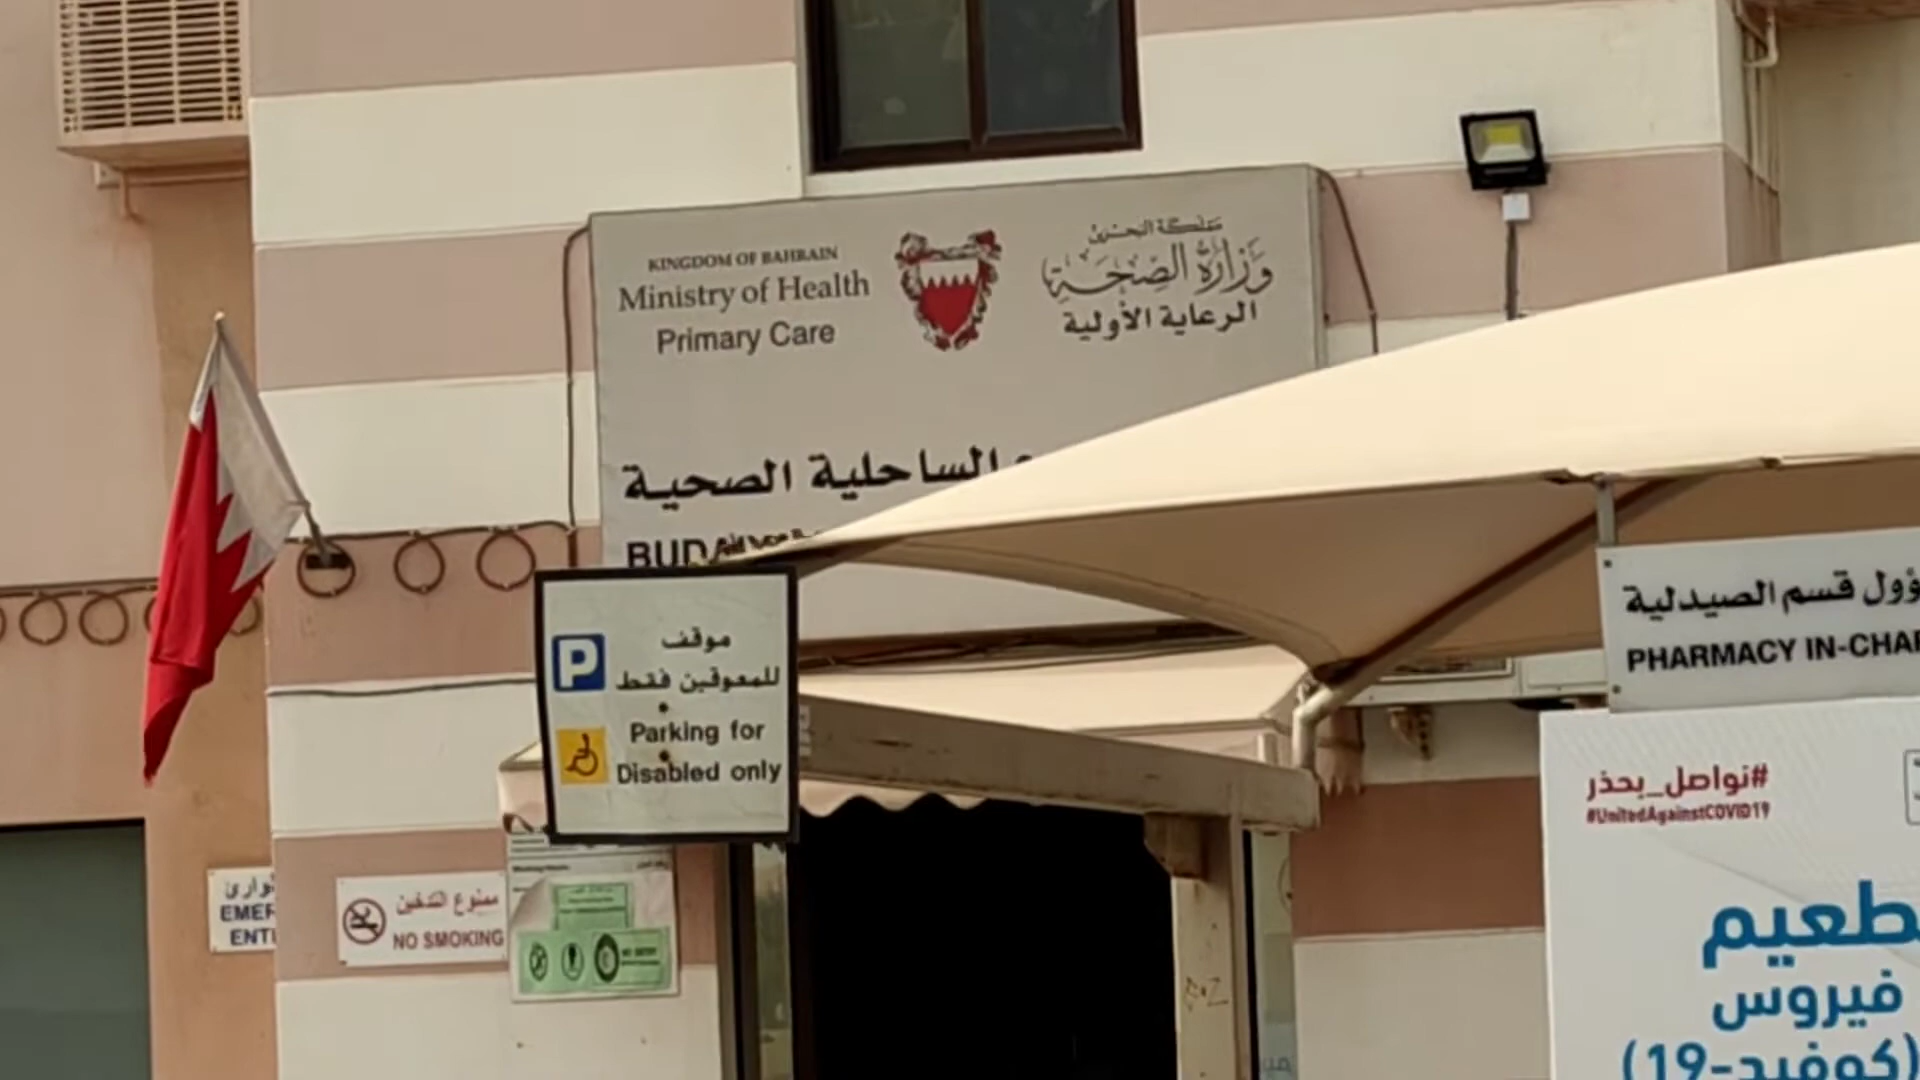 KINGDOM OF BAHRAIN
Ministry of Health
Primary Care
مملكة البحرين
وزارة الصحة
الرعاية الأولية
الساحلية الصحية
موقف
للمعوقين فقط
P
Parking for
Disabled only
قسم الصيدلية
PHARMACY
#نواصل_بحذر
#UnitedAgainstCOVID19
فيروس
(كوفيد-19)
ممنوع التدخين
NO SMOKING